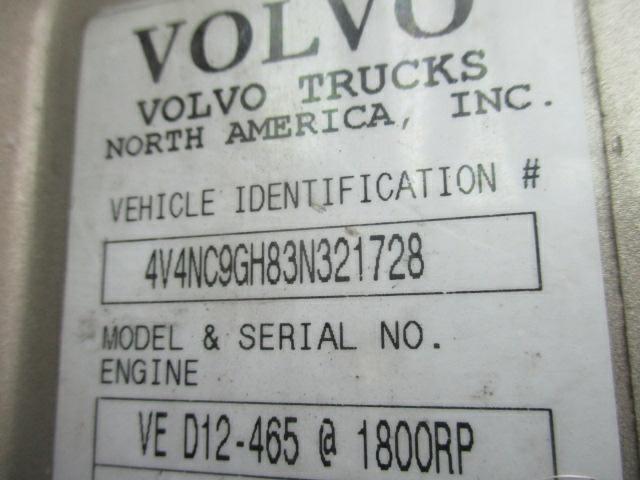 VOLVO
VOLVO TRUCKS
NORTH AMERICA, INC.
VEHICLE IDENTIFICATION #
4V4NC9GH83N321728
MODEL & SERIAL NO.
ENGINE
VE D12-465 @ 1800RP